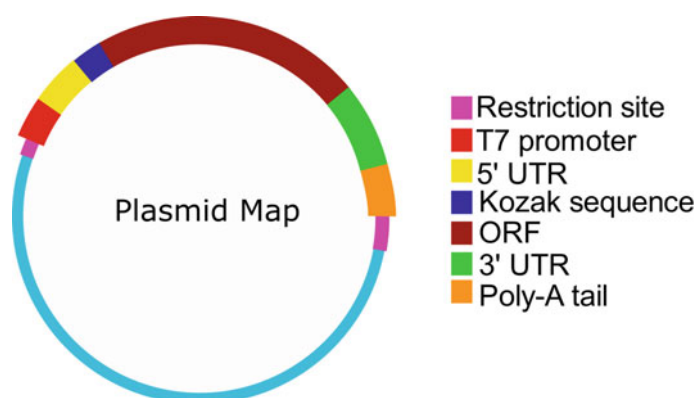 Plasmid Map
Restriction site
T7 promoter
5' UTR
Kozak sequence
ORF
3' UTR
Poly-A tail